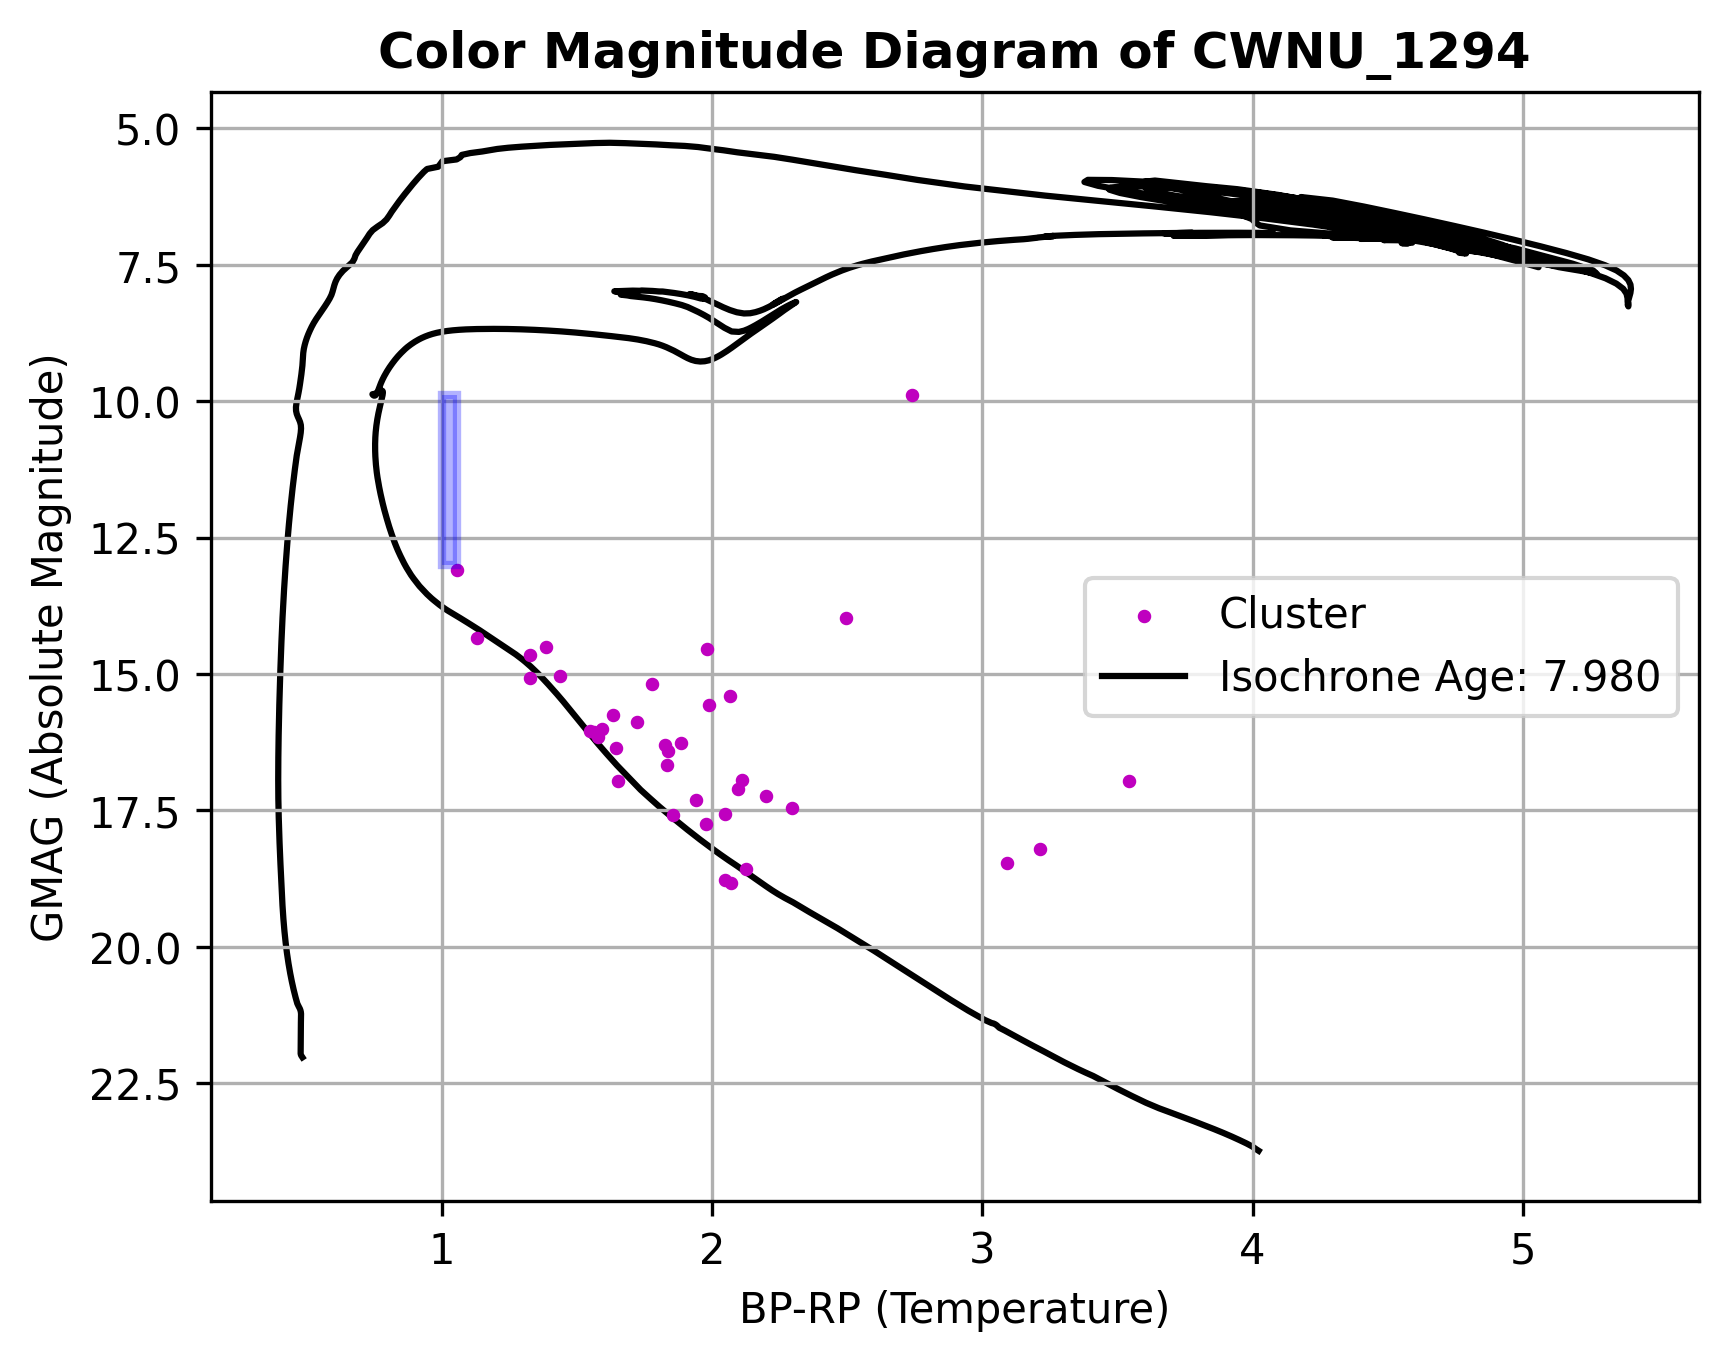 Color Magnitude Diagram of CWNU_1294
GMAG (Absolute Magnitude)
5.0
7.5
10.0
12.5
15.0
17.5
20.0
22.5
Cluster
Isochrone Age: 7.980
1 2 3 4 5
BP-RP (Temperature)